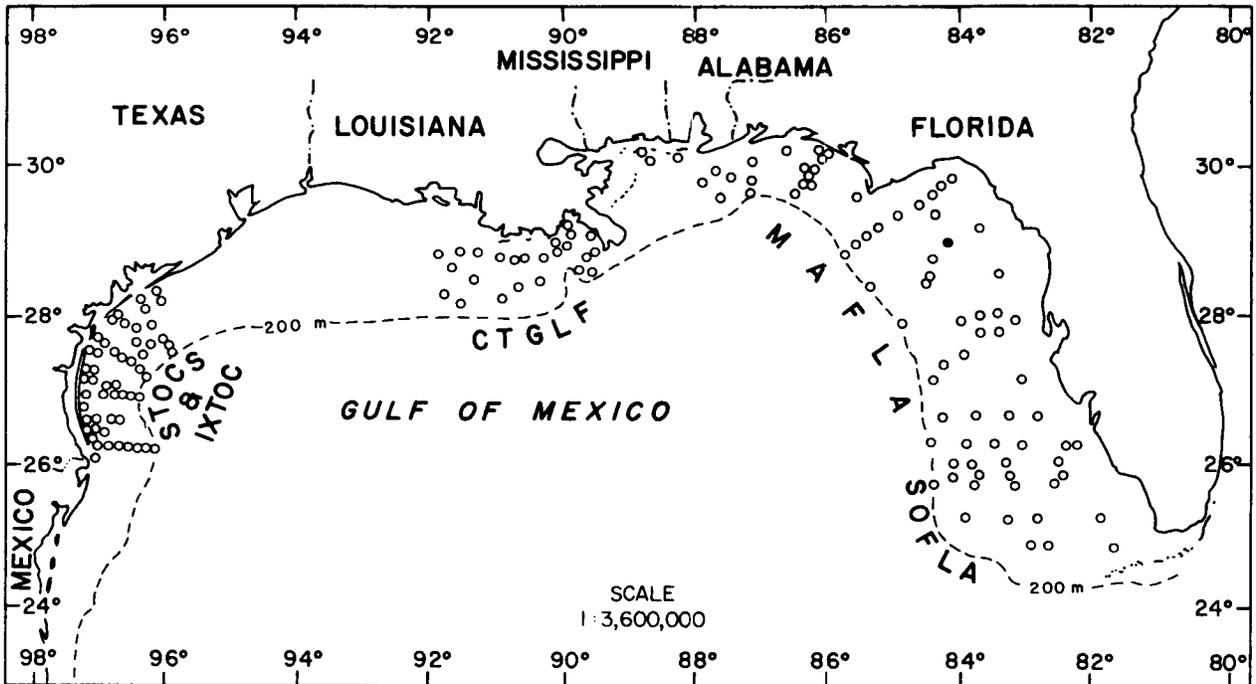 98° 96° 94° 92° 90° 88° 86° 84° 82° 80°
MISSISSIPPI ALABAMA
TEXAS LOUISIANA FLORIDA
30° 30°
28° 28°
200 m
CTGLF
MAFLA
STOCS
&
IXTOC
GULF OF MEXICO
26° 26°
SOFLA
MEXICO
SCALE
1:3,600,000
200 m
24° 24°
98° 96° 94° 92° 90° 88° 86° 84° 82° 80°